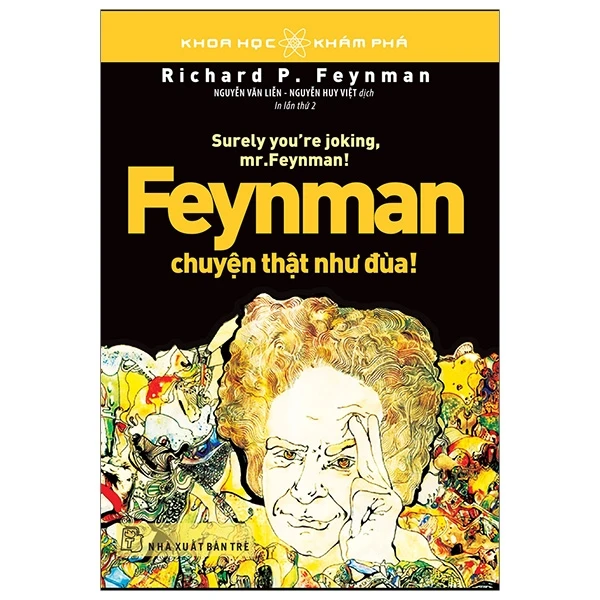 KHOA HỌC KHÁM PHÁ
Richard P. Feynman
NGUYỄN VĂN LIỄN - NGUYỄN HUY VIỆT dịch
In lần thứ 2
Surely you're joking,
mr.Feynman!
Feynman
chuyện thật như đùa!
NHÀ XUẤT BẢN TRẺ